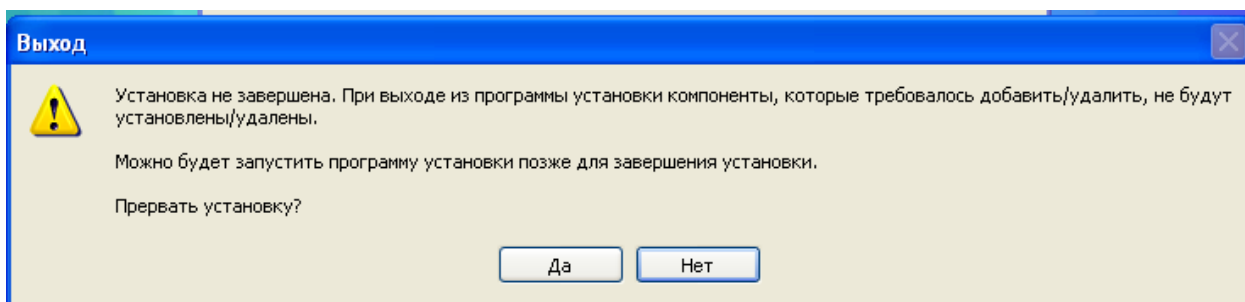 Выход
Установка не завершена. При выходе из программы установки компоненты, которые требовалось добавить/удалить, не будут
установлены/удалены.
Можно будет запустить программу установки позже для завершения установки.
Прервать установку?
Да
Нет